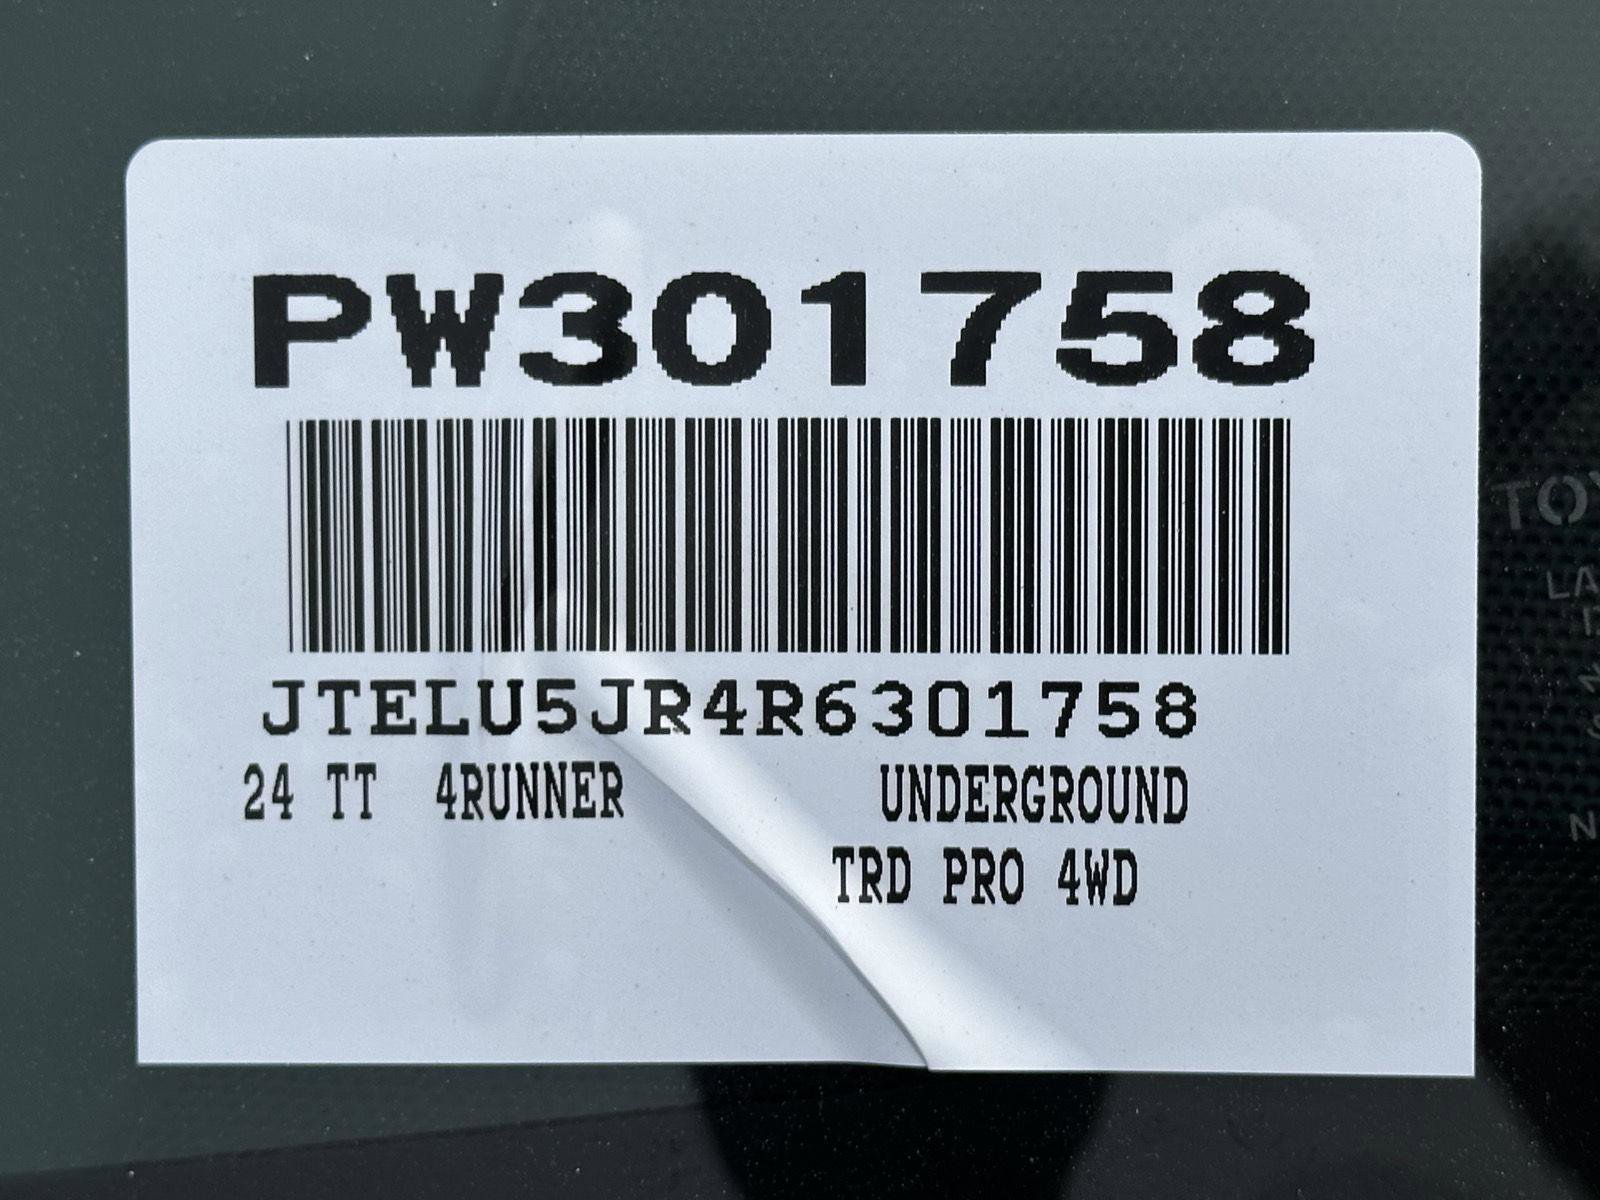 PW301758
JTELU5JR4R6301758
24 TT 4RUNNER UNDERGROUND
TRD PRO 4WD